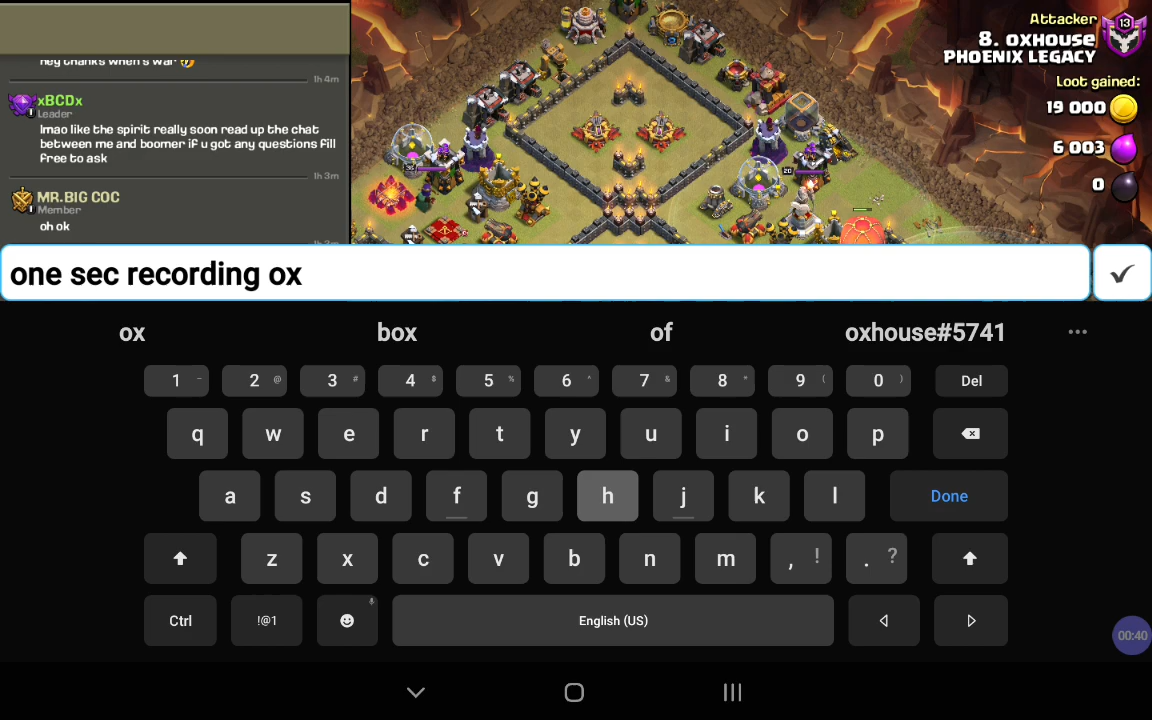 hey thanks when's war 🤣
1h 4m
xBCDx
Leader
lmao like the spirit really soon read up the chat
between me and boomer if u got any questions fill
free to ask
1h 3m
MR.BIG COC
Member
oh ok
Attacker
13
8. oxhouse
PHOENIX LEGACY
Loot gained:
19 000
6 003
0
20
one sec recording ox
ox box of oxhouse#5741 ...
1 - 2 @ 3 # 4 $ 5 % 6 ^ 7 & 8 * 9 ( 0 ) Del
q w e r t y u i o p
a s d f g h j k l Done
z x c v b n m , ! . ?
Ctrl !@1 English (US)
00:40